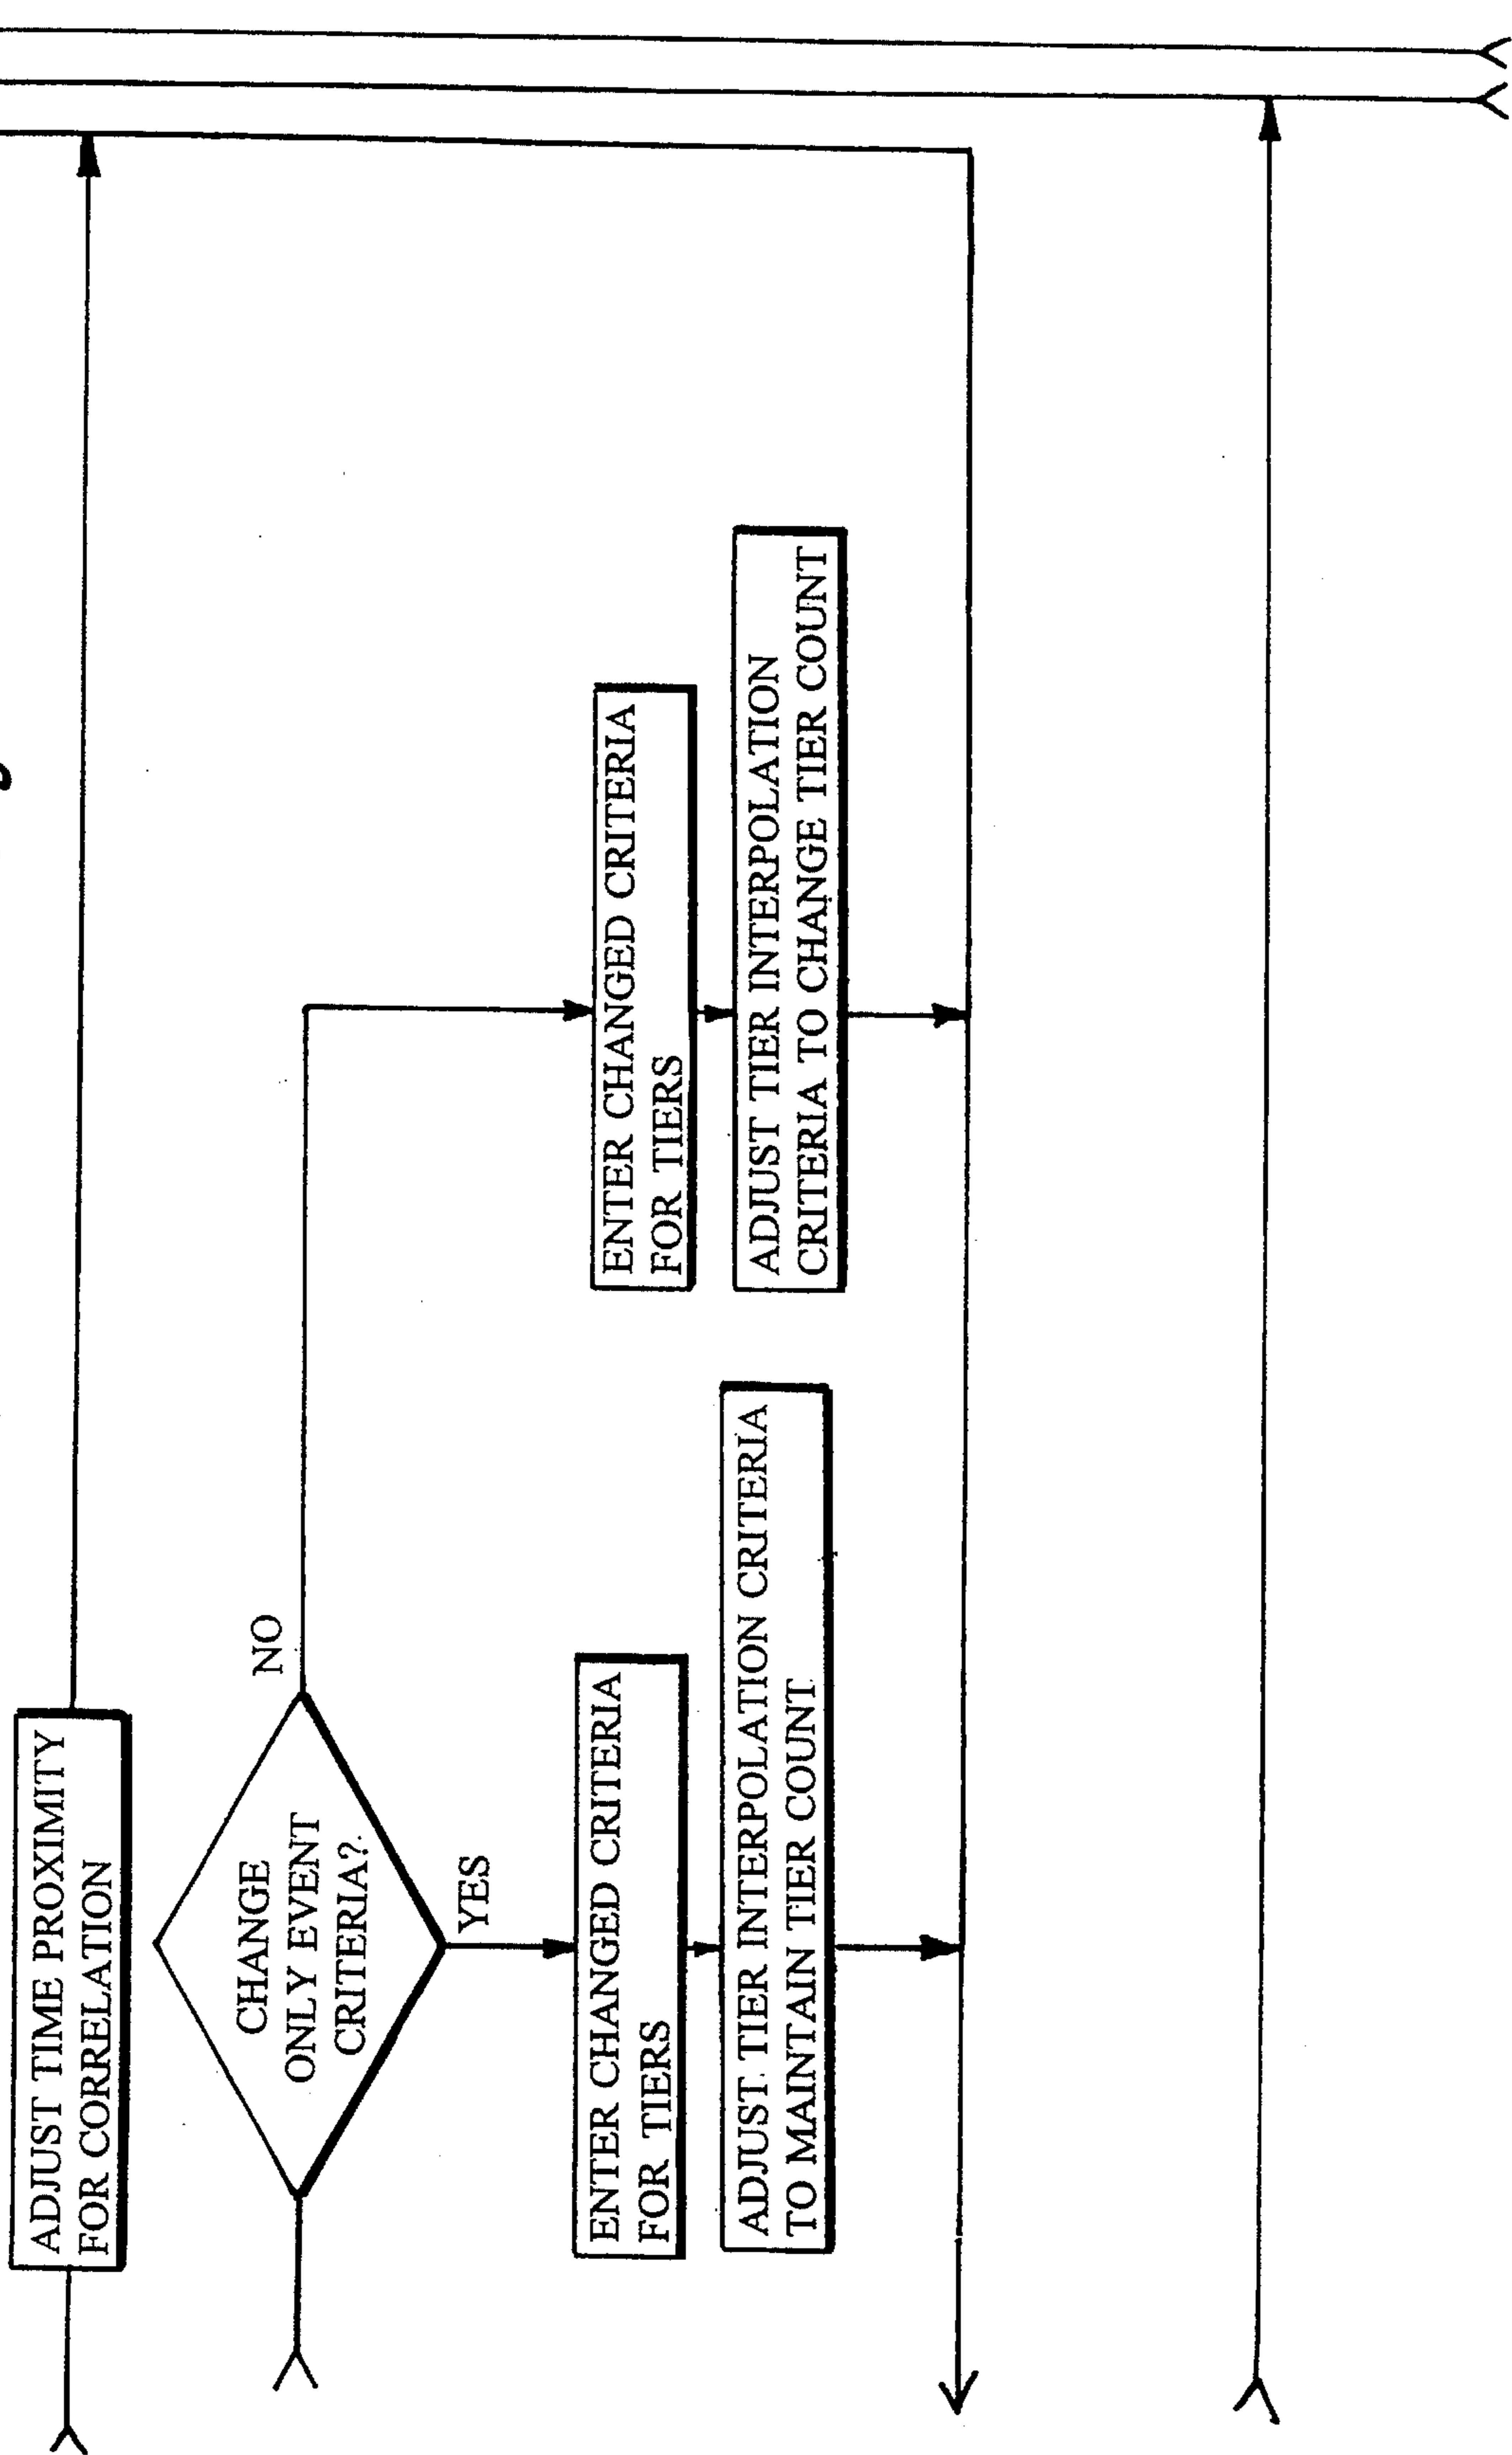 ADJUST TIME PROXIMITY
FOR CORRELATION
CHANGE
ONLY EVENT
CRITERIA?
NO
YES
ENTER CHANGED CRITERIA
FOR TIERS
ADJUST TIER INTERPOLATION CRITERIA
TO MAINTAIN TIER COUNT
ENTER CHANGED CRITERIA
FOR TIERS
ADJUST TIER INTERPOLATION
CRITERIA TO CHANGE TIER COUNT